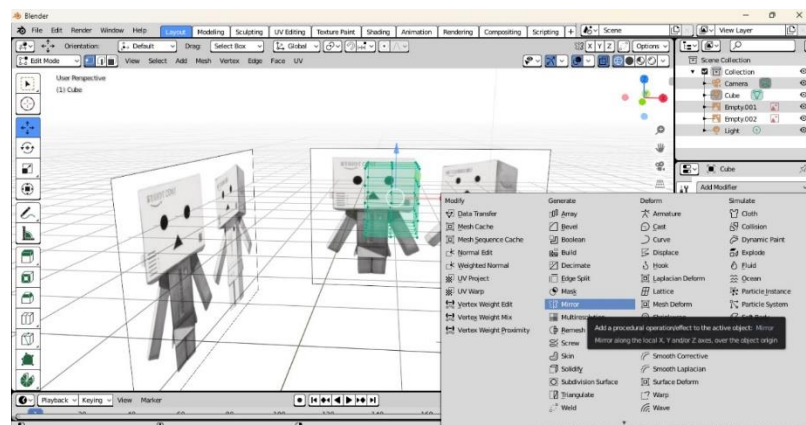 Blender
File Edit Render Window Help Layout Modeling Sculpting UV Editing Texture Paint Shading Animation Rendering Compositing Scripting + Scene View Layer
Orientation: Default Drag: Select Box Global X Y Z Options
Edit Mode View Select Add Mesh Vertex Edge Face UV
User Perspective
(1) Cube
Scene Collection
Collection
Camera
Cube
Empty.001
Empty.002
Light
Cube
Add Modifier
Modify
Data Transfer
Mesh Cache
Mesh Sequence Cache
Normal Edit
Weighted Normal
UV Project
UV Warp
Vertex Weight Edit
Vertex Weight Mix
Vertex Weight Proximity
Generate
Array
Bevel
Boolean
Build
Decimate
Edge Split
Mask
Mirror
Multiresolution
Remesh
Screw
Skin
Solidify
Subdivision Surface
Triangulate
Weld
Deform
Armature
Cast
Curve
Displace
Hook
Laplacian Deform
Lattice
Mesh Deform
Smooth Corrective
Smooth Laplacian
Surface Deform
Warp
Wave
Simulate
Cloth
Collision
Dynamic Paint
Explode
Fluid
Ocean
Particle Instance
Particle System
Add a procedural operation/effect to the active object: Mirror
Mirror along the local X, Y and/or Z axes, over the object origin
Playback Keying View Marker